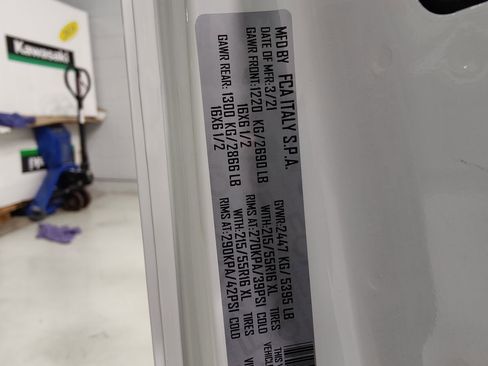 Kawasaki
MFD BY FCA ITALY S.P.A.
DATE OF MFR:3/21 GVWR:2447 KG/5395 LB
GAWR FRONT:1220 KG/2690 LB WITH:215/55R16 XL TIRES
16X6 1/2 RIMS AT:270KPA/39PSI COLD
GAWR REAR: 1300 KG/2866 LB WITH:215/55R16 XL TIRES
16X6 1/2 RIMS AT:290KPA/42PSI COLD
THIS
VEHICLE